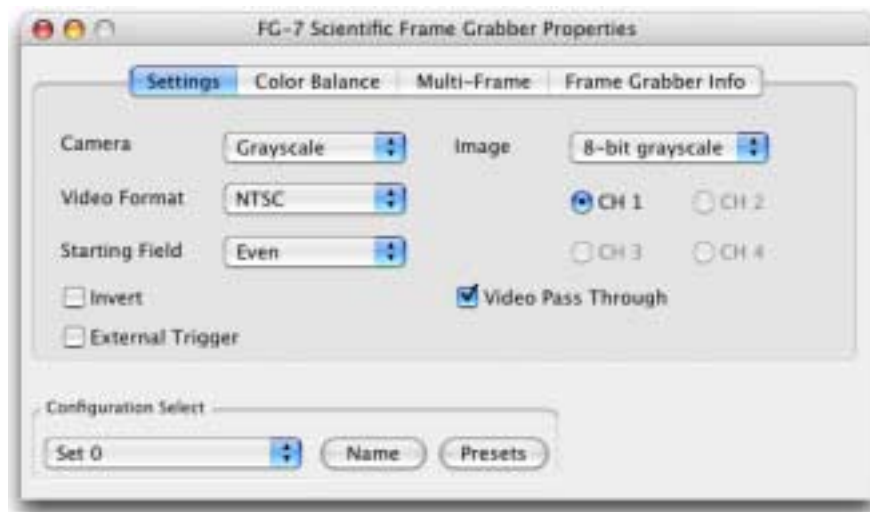 FG-7 Scientific Frame Grabber Properties
Settings Color Balance Multi-Frame Frame Grabber Info
Camera Grayscale Image 8-bit grayscale
Video Format NTSC CH 1 CH 2
Starting Field Even CH 3 CH 4
Invert Video Pass Through
External Trigger
Configuration Select
Set 0 Name Presets